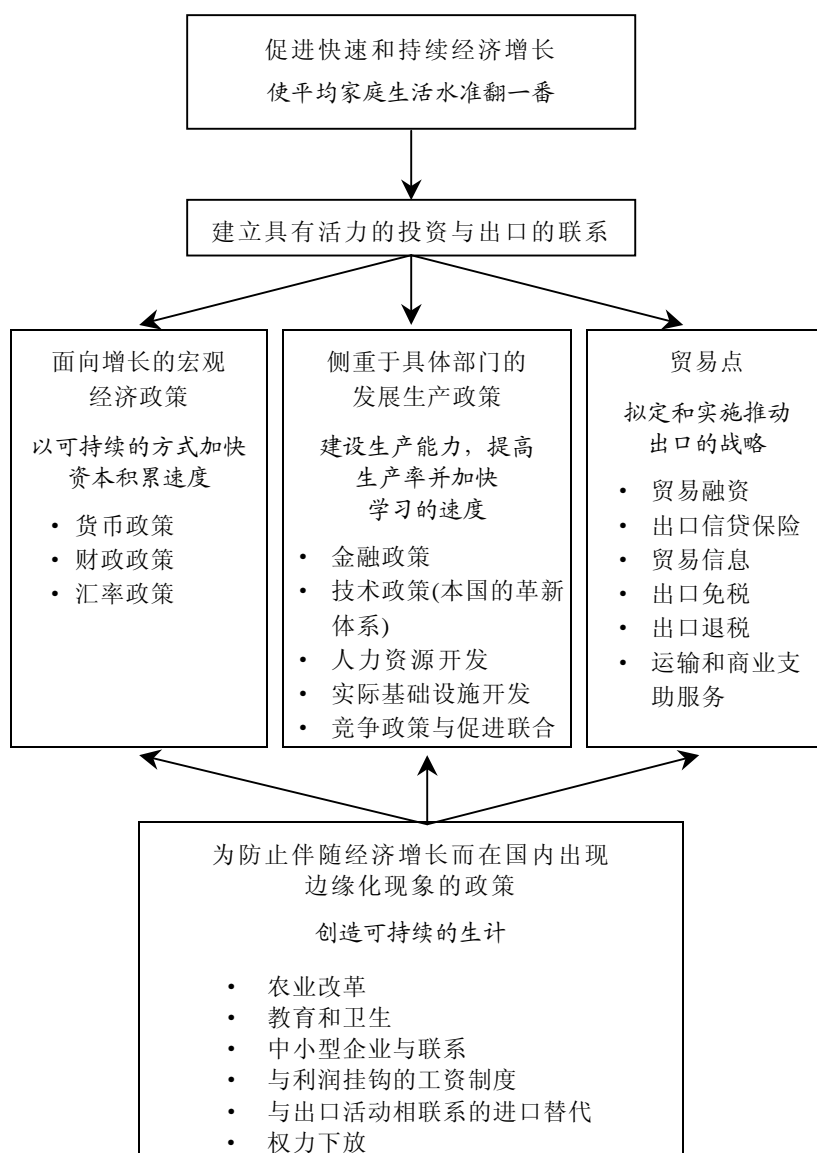 促进快速和持续经济增长
使平均家庭生活水准翻一番
建立具有活力的投资与出口的联系
面向增长的宏观
经济政策
以可持续的方式加快
资本积累速度
• 货币政策
• 财政政策
• 汇率政策
侧重于具体部门的
发展生产政策
建设生产能力，提高
生产率并加快
学习的速度
• 金融政策
• 技术政策(本国的革新
体系)
• 人力资源开发
• 实际基础设施开发
• 竞争政策与促进联合
贸易点
拟定和实施推动
出口的战略
• 贸易融资
• 出口信贷保险
• 贸易信息
• 出口免税
• 出口退税
• 运输和商业支
助服务
为防止伴随经济增长而在国内出现
边缘化现象的政策
创造可持续的生计
• 农业改革
• 教育和卫生
• 中小型企业与联系
• 与利润挂钩的工资制度
• 与出口活动相联系的进口替代
• 权力下放